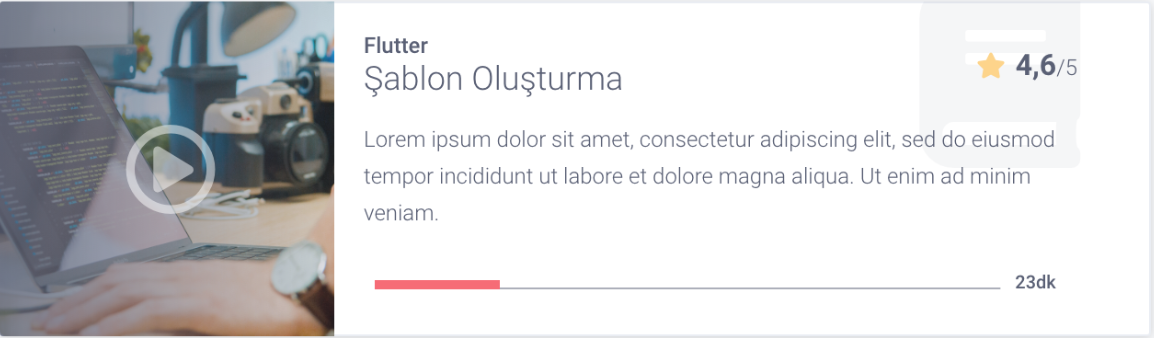 Flutter
Şablon Oluşturma
4,6/5
Lorem ipsum dolor sit amet, consectetur adipiscing elit, sed do eiusmod
tempor incididunt ut labore et dolore magna aliqua. Ut enim ad minim
veniam.
23dk